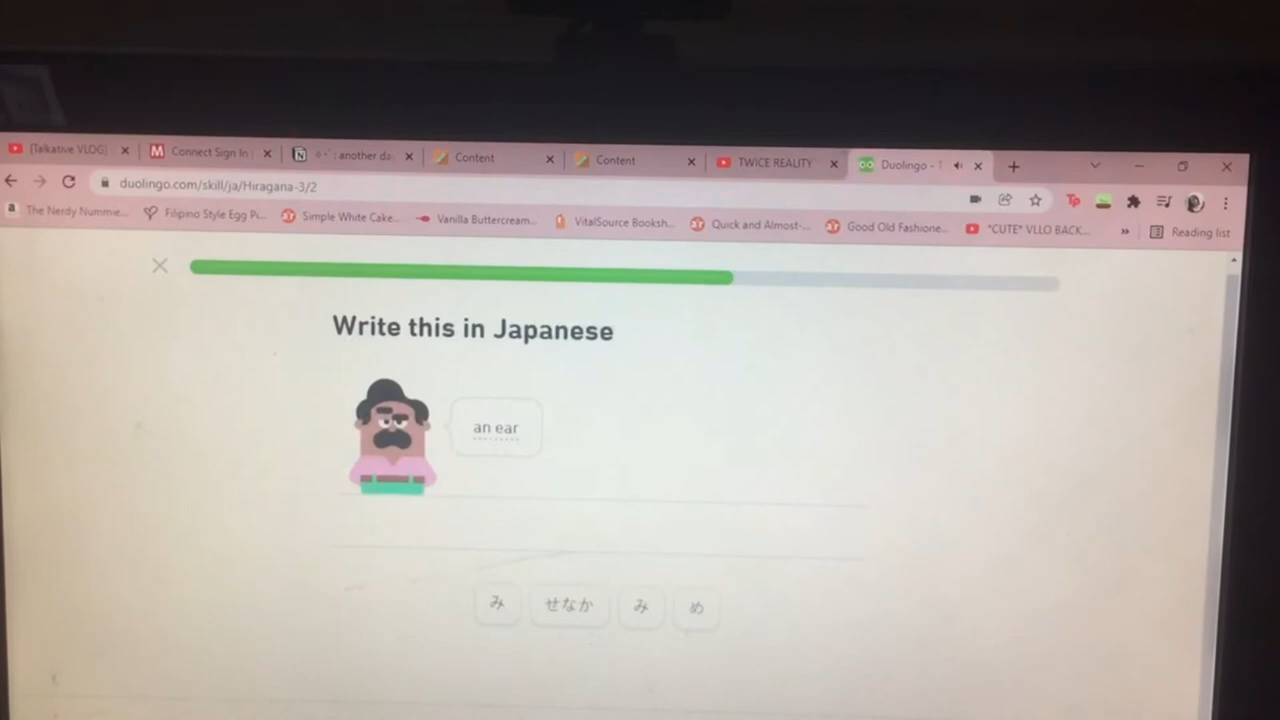 [Talkative VLOG]
Connect Sign In
: another da
Content
Content
TWICE REALITY
Duolingo - T
duolingo.com/skill/ja/Hiragana-3/2
The Nerdy Nummie...
Filipino Style Egg Pi...
Simple White Cake...
Vanilla Buttercream...
VitalSource Booksh...
Quick and Almost-...
Good Old Fashione...
*CUTE* VLLO BACK...
»
Reading list
Write this in Japanese
an ear
み せなか み め